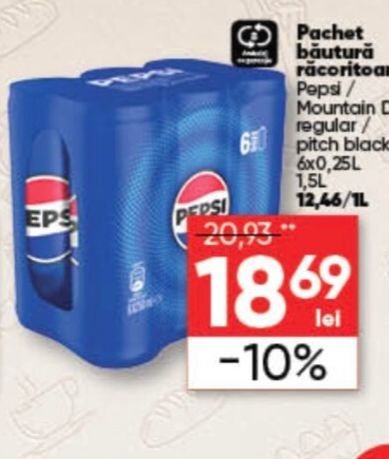 Pachet
băutură
răcoritoar
Pepsi /
Mountain D
regular /
pitch black
6x0,25L
1,5L
12,46/1L
PEPSI
6
EPS
PEPSI
20,93 **
18 69
lei
-10%